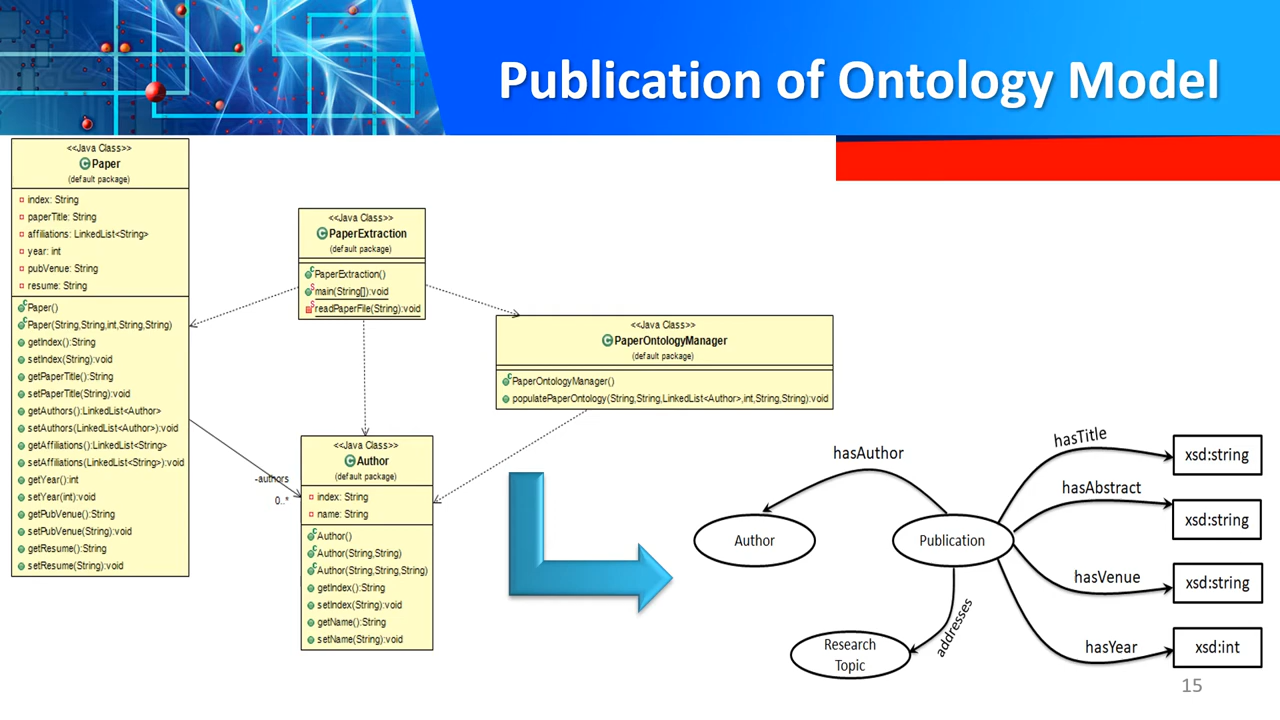 Publication of Ontology Model
<<Java Class>>
Paper
(default package)
index: String
paperTitle: String
affiliations: LinkedList<String>
year: int
pubVenue: String
resume: String
Paper()
Paper(String,String,int,String,String)
getIndex():String
setIndex(String):void
getPaperTitle():String
setPaperTitle(String):void
getAuthors():LinkedList<Author>
setAuthors(LinkedList<Author>):void
getAffiliations():LinkedList<String>
setAffiliations(LinkedList<String>):void
getYear():int
setYear(int):void
getPubVenue():String
setPubVenue(String):void
getResume():String
setResume(String):void
<<Java Class>>
PaperExtraction
(default package)
PaperExtraction()
main(String[]):void
readPaperFile(String):void
<<Java Class>>
PaperOntologyManager
(default package)
PaperOntologyManager()
populatePaperOntology(String,String,LinkedList<Author>,int,String,String):void
-authors
0..*
<<Java Class>>
Author
(default package)
index: String
name: String
Author()
Author(String,String)
Author(String,String,String)
getIndex():String
setIndex(String):void
getName():String
setName(String):void
hasAuthor
Author
Publication
addresses
Research
Topic
hasTitle
xsd:string
hasAbstract
xsd:string
hasVenue
xsd:string
hasYear
xsd:int
15